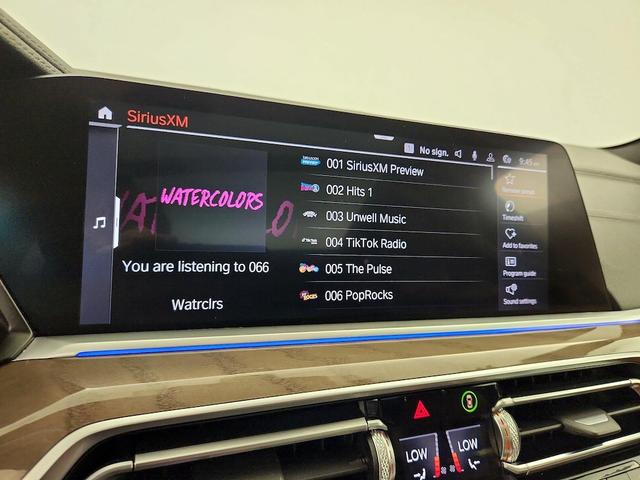 SiriusXM
No sign.
9:45
WATERCOLORS
You are listening to 066
Watrclrs
001 SiriusXM Preview
002 Hits 1
003 Unwell Music
004 TikTok Radio
005 The Pulse
006 PopRocks
Timeshift
Add to favorites
Program guide
Sound settings
LOW
LOW